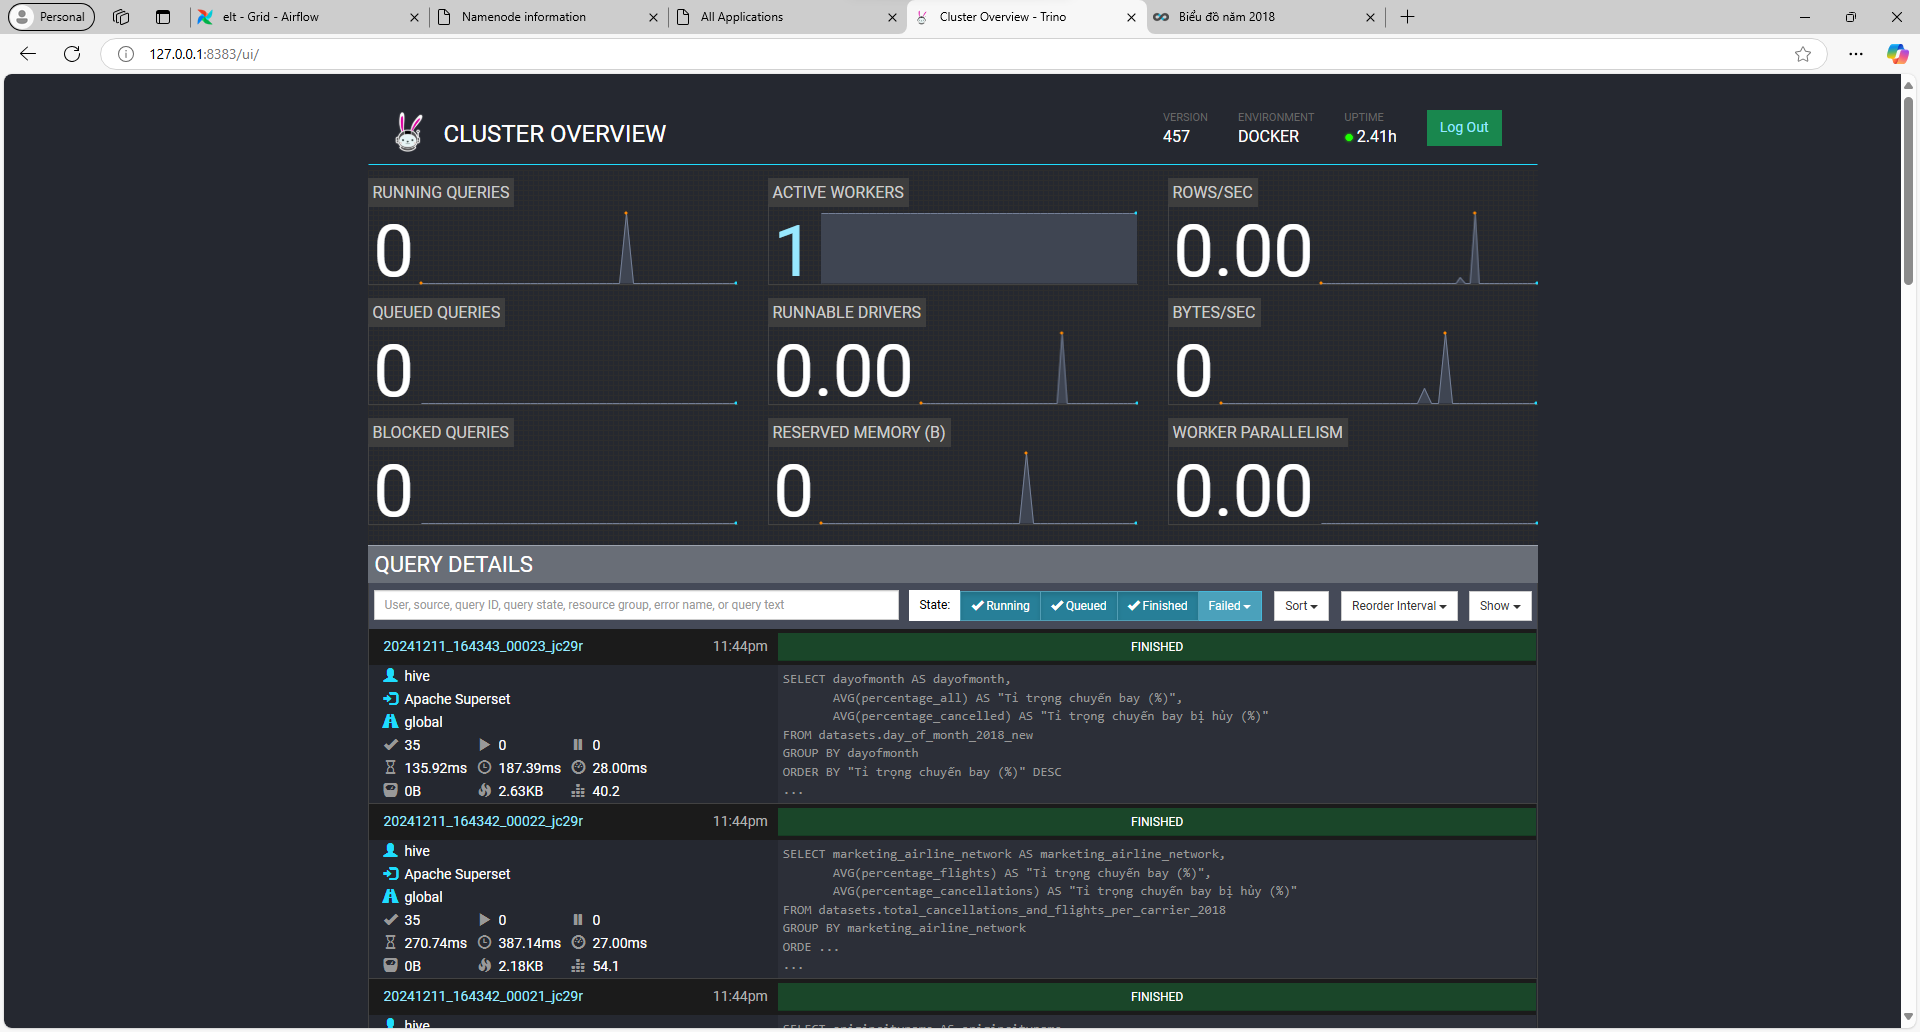 Personal
elt - Grid - Airflow
Namenode information
All Applications
Cluster Overview - Trino
Biểu đồ năm 2018
127.0.0.1:8383/ui/
CLUSTER OVERVIEW
VERSION
457
ENVIRONMENT
DOCKER
UPTIME
2.41h
Log Out
RUNNING QUERIES
0
ACTIVE WORKERS
1
ROWS/SEC
0.00
QUEUED QUERIES
0
RUNNABLE DRIVERS
0.00
BYTES/SEC
0
BLOCKED QUERIES
0
RESERVED MEMORY (B)
0
WORKER PARALLELISM
0.00
QUERY DETAILS
User, source, query ID, query state, resource group, error name, or query text
State:
Running
Queued
Finished
Failed
Sort
Reorder Interval
Show
20241211_164343_00023_jc29r
11:44pm
FINISHED
hive
Apache Superset
global
35 0 0
135.92ms 187.39ms 28.00ms
0B 2.63KB 40.2
SELECT dayofmonth AS dayofmonth,
AVG(percentage_all) AS "Tỉ trọng chuyến bay (%)",
AVG(percentage_cancelled) AS "Tỉ trọng chuyến bay bị hủy (%)"
FROM datasets.day_of_month_2018_new
GROUP BY dayofmonth
ORDER BY "Tỉ trọng chuyến bay (%)" DESC
...
20241211_164342_00022_jc29r
11:44pm
FINISHED
hive
Apache Superset
global
35 0 0
270.74ms 387.14ms 27.00ms
0B 2.18KB 54.1
SELECT marketing_airline_network AS marketing_airline_network,
AVG(percentage_flights) AS "Tỉ trọng chuyến bay (%)",
AVG(percentage_cancellations) AS "Tỉ trọng chuyến bay bị hủy (%)"
FROM datasets.total_cancellations_and_flights_per_carrier_2018
GROUP BY marketing_airline_network
ORDE ...
...
20241211_164342_00021_jc29r
11:44pm
FINISHED
hive